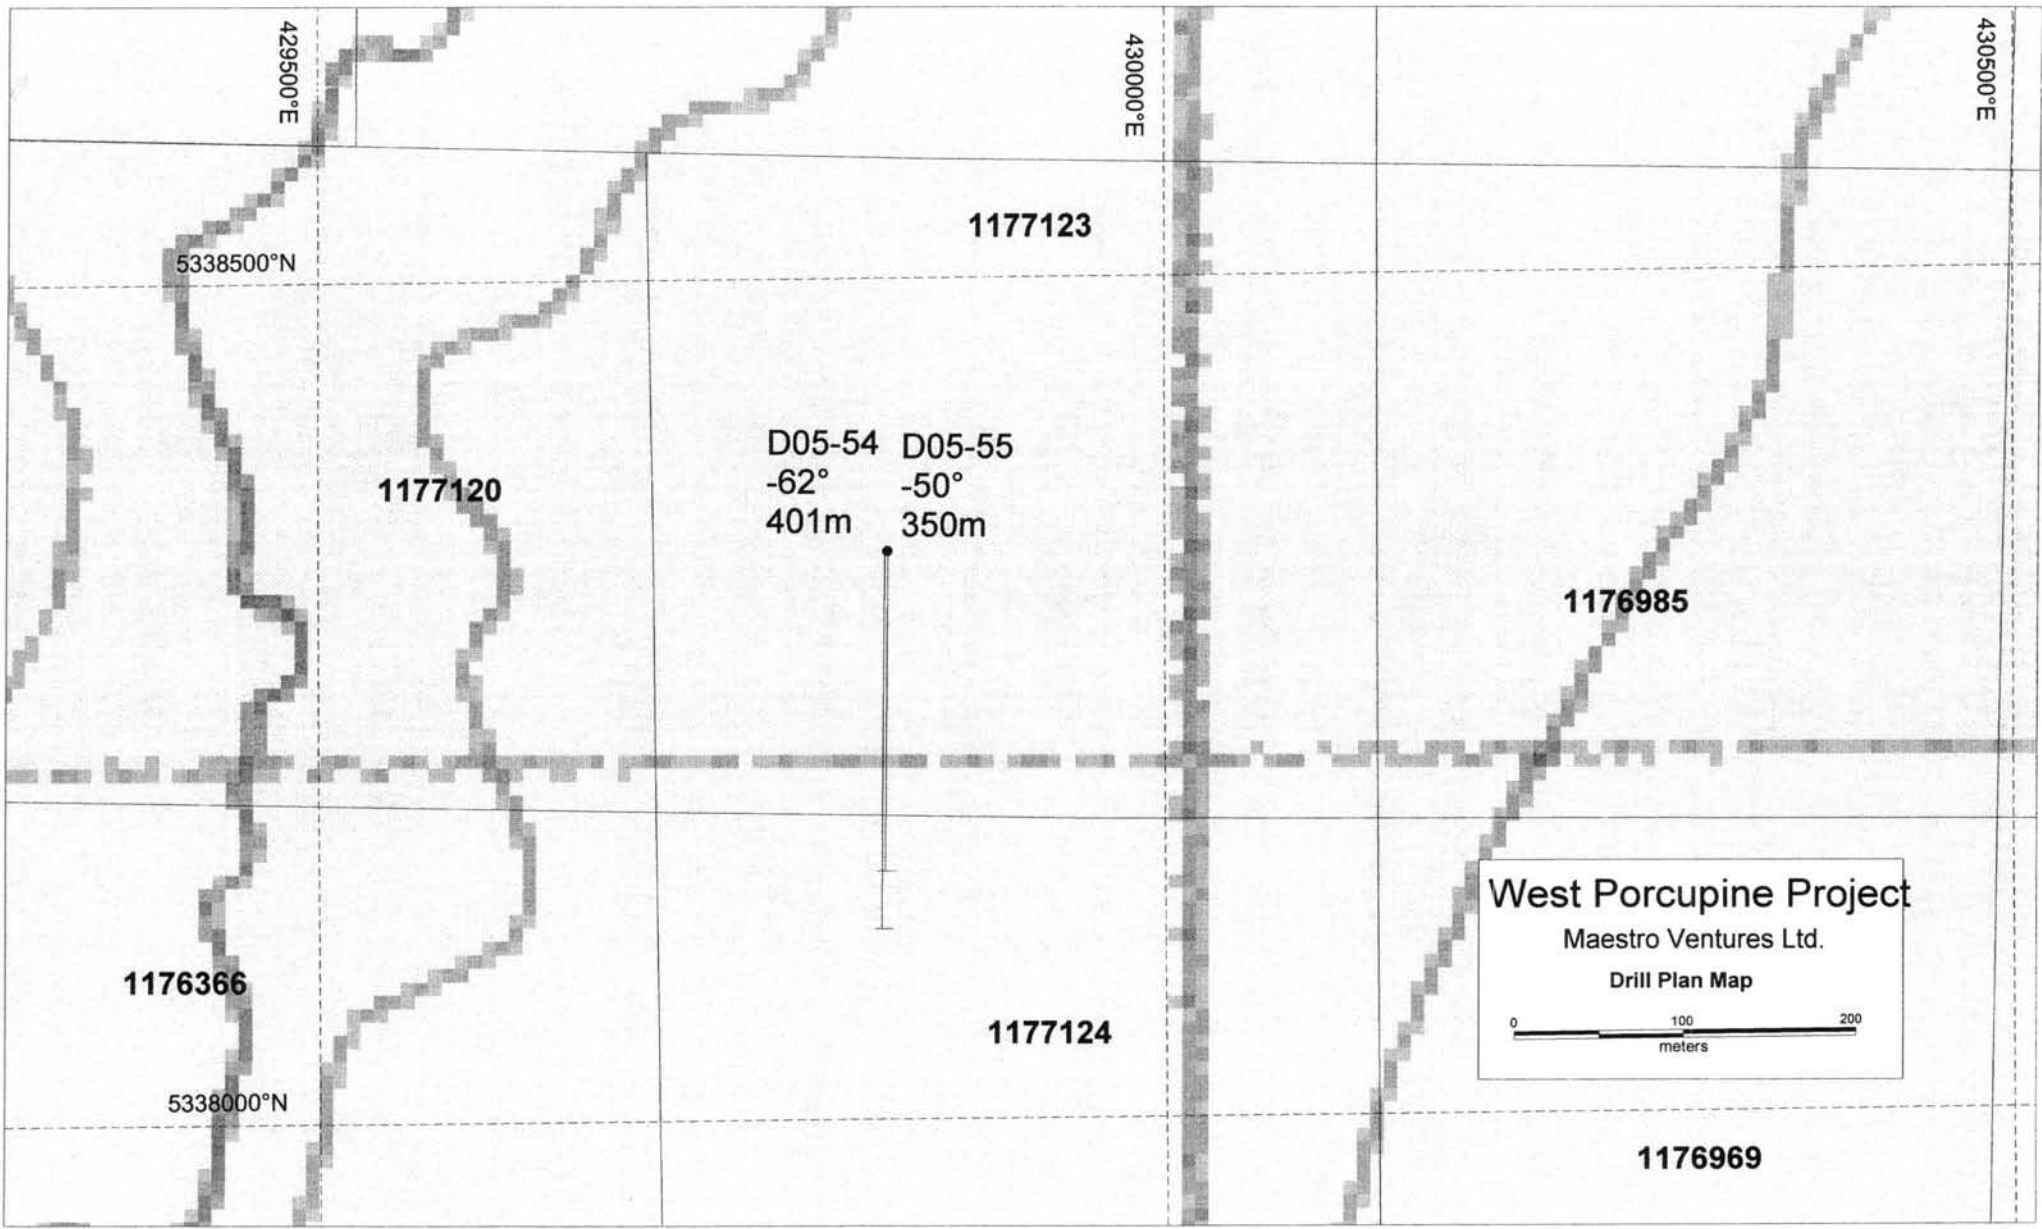 429500°E
430000°E
430500°E
1177123
5338500°N
D05-54
-62°
401m
D05-55
-50°
350m
1177120
1176985
West Porcupine Project
Maestro Ventures Ltd.
Drill Plan Map
0 100 200
meters
1176366
1177124
5338000°N
1176969